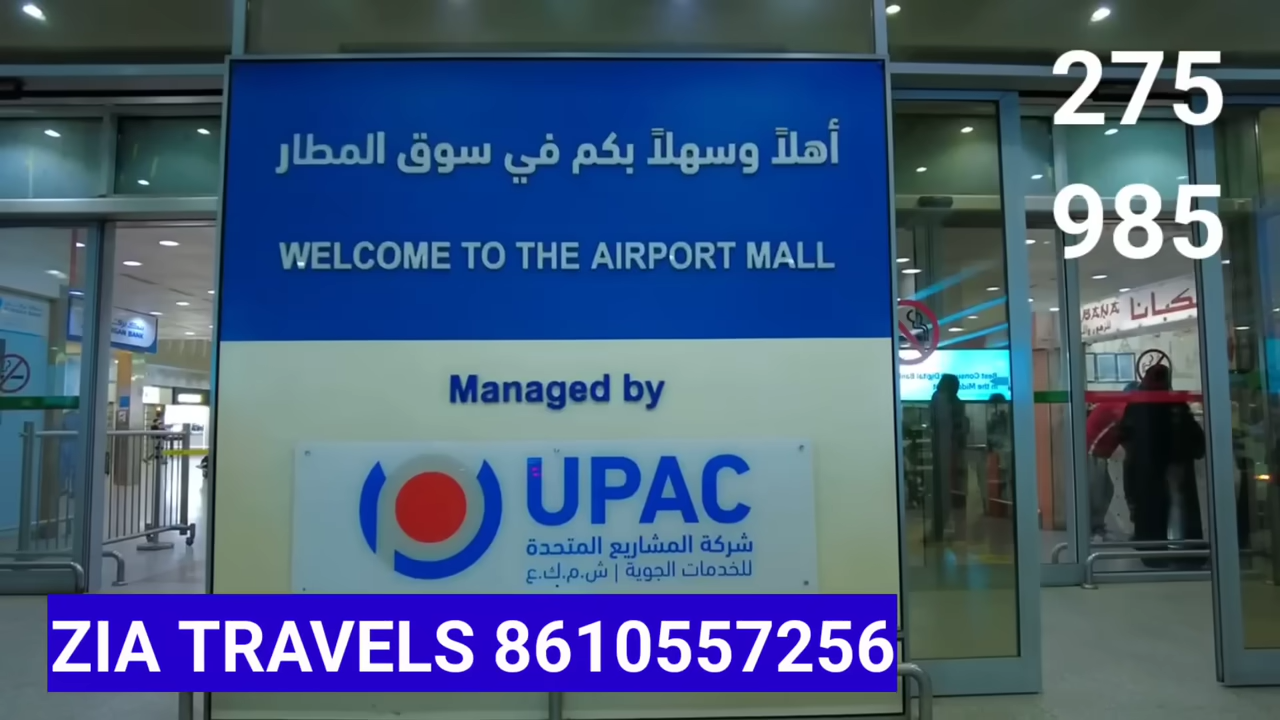 275
985
أهلاً وسهلاً بكم في سوق المطار
WELCOME TO THE AIRPORT MALL
Managed by
UPAC
شركة المشاريع المتحدة
للخدمات الجوية | ش.م.ك.ع
ZIA TRAVELS 8610557256